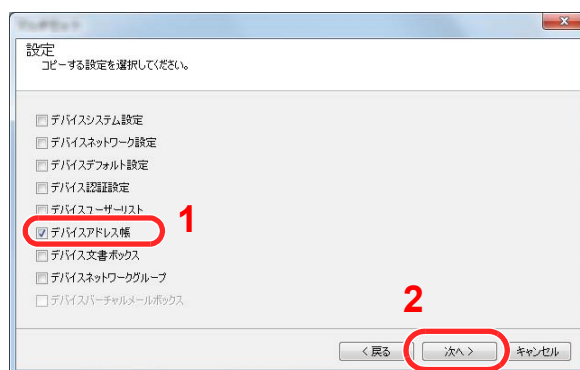 設定
コピーする設定を選択してください。
デバイスシステム設定
デバイスネットワーク設定
デバイスデフォルト設定
デバイス認証設定
デバイスユーザーリスト
デバイスアドレス帳
1
デバイス文書ボックス
デバイスネットワークグループ
デバイスバーチャルメールボックス
2
< 戻る
次へ >
キャンセル